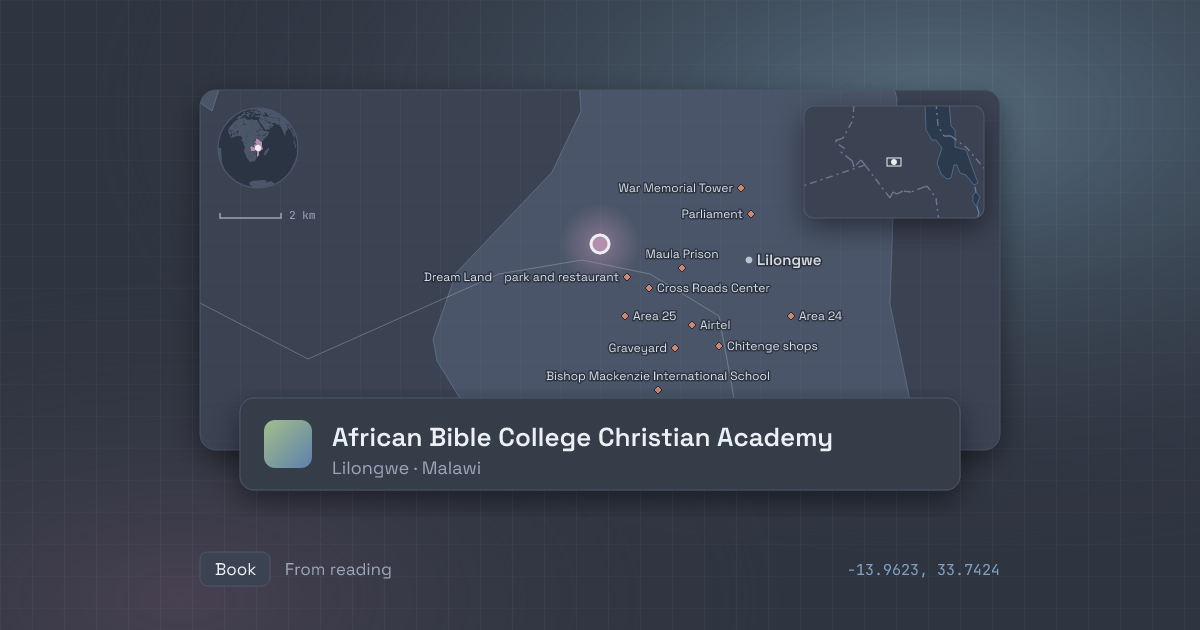 2 km
War Memorial Tower
Parliament
Maula Prison
Lilongwe
Dream Land park and restaurant
Cross Roads Center
Area 25
Airtel
Area 24
Graveyard
Chitenge shops
Bishop Mackenzie International School
African Bible College Christian Academy
Lilongwe · Malawi
Book From reading
-13.9623, 33.7424